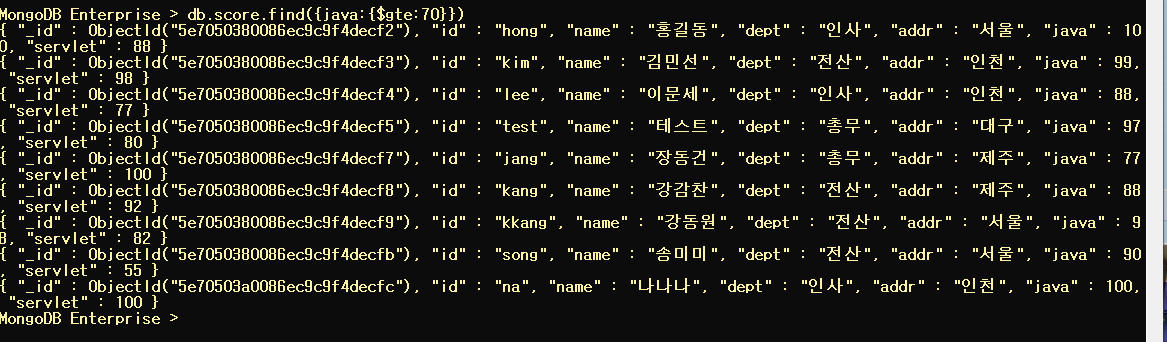 MongoDB Enterprise > db.score.find({java:{$gte:70}})
{ "_id" : ObjectId("5e7050380086ec9c9f4decf2"), "id" : "hong", "name" : "홍길동", "dept" : "인사", "addr" : "서울", "java" : 10
0, "servlet" : 88 }
{ "_id" : ObjectId("5e7050380086ec9c9f4decf3"), "id" : "kim", "name" : "김민선", "dept" : "전산", "addr" : "인천", "java" : 99,
"servlet" : 98 }
{ "_id" : ObjectId("5e7050380086ec9c9f4decf4"), "id" : "lee", "name" : "이문세", "dept" : "인사", "addr" : "인천", "java" : 88,
"servlet" : 77 }
{ "_id" : ObjectId("5e7050380086ec9c9f4decf5"), "id" : "test", "name" : "테스트", "dept" : "총무", "addr" : "대구", "java" : 97
, "servlet" : 80 }
{ "_id" : ObjectId("5e7050380086ec9c9f4decf7"), "id" : "jang", "name" : "장동건", "dept" : "총무", "addr" : "제주", "java" : 77
, "servlet" : 100 }
{ "_id" : ObjectId("5e7050380086ec9c9f4decf8"), "id" : "kang", "name" : "강감찬", "dept" : "전산", "addr" : "제주", "java" : 88
, "servlet" : 92 }
{ "_id" : ObjectId("5e7050380086ec9c9f4decf9"), "id" : "kkang", "name" : "강동원", "dept" : "전산", "addr" : "서울", "java" : 9
8, "servlet" : 82 }
{ "_id" : ObjectId("5e7050380086ec9c9f4decfb"), "id" : "song", "name" : "송미미", "dept" : "전산", "addr" : "서울", "java" : 90
, "servlet" : 55 }
{ "_id" : ObjectId("5e70503a0086ec9c9f4decfc"), "id" : "na", "name" : "나나나", "dept" : "인사", "addr" : "인천", "java" : 100,
"servlet" : 100 }
MongoDB Enterprise >